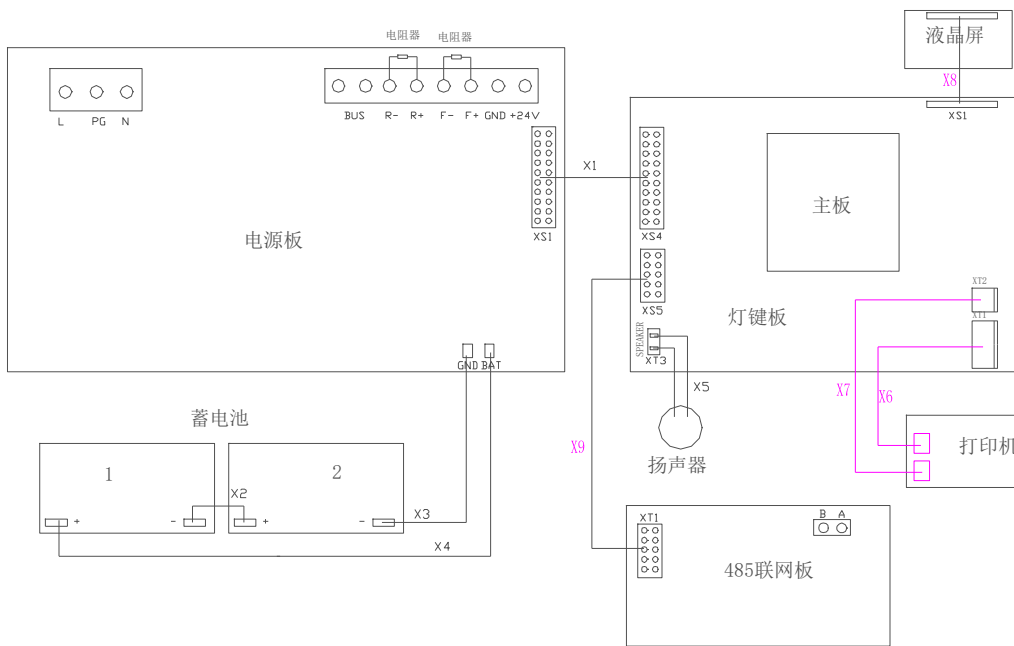 电阻器 电阻器
液晶屏
X8
L PG N
BUS R- R+ F- F+ GND +24V
XS1
X1
XS1
XS4
主板
电源板
XS5
灯键板
XT2
XT1
SPEAKER
XT3
GND BAT
X5
X7
X6
蓄电池
扬声器
打印机
X9
1
2
X2
+ -
+ -
X3
X4
XT1
B A
485联网板